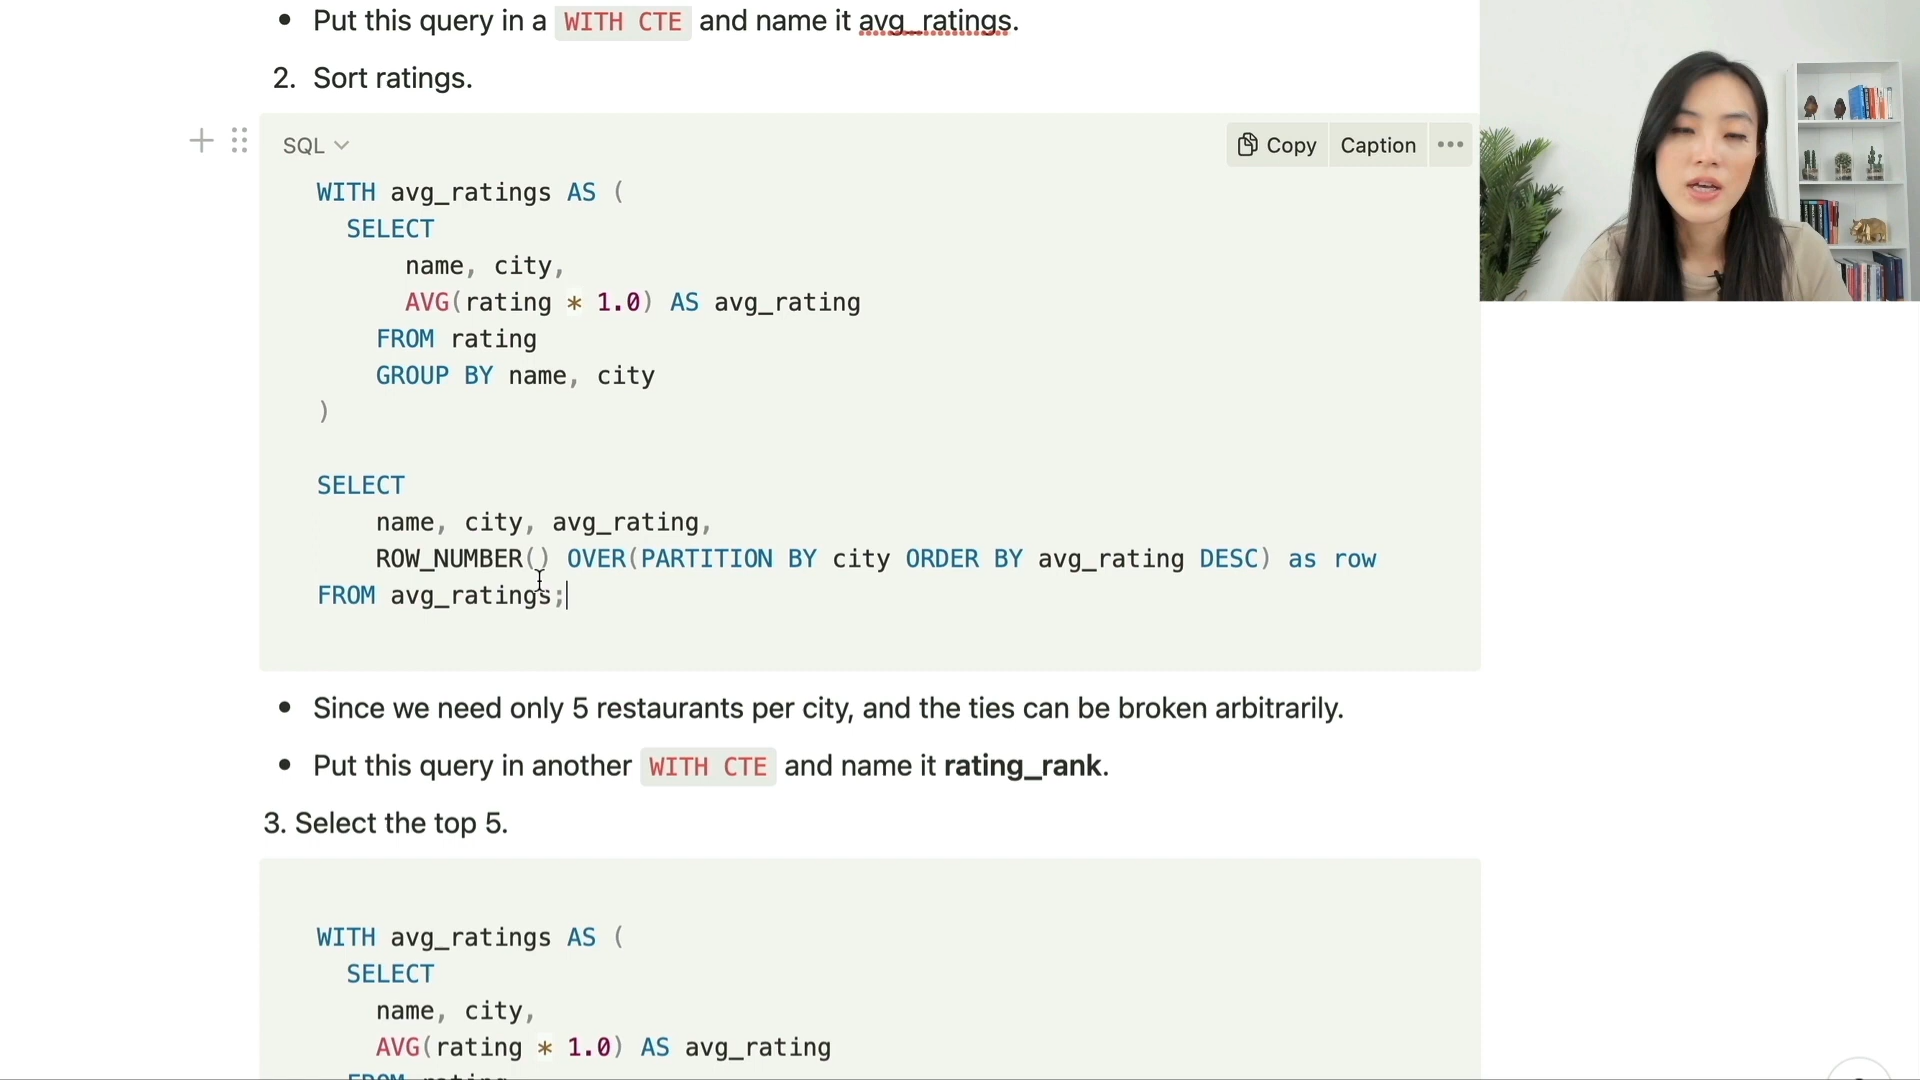 • Put this query in a WITH CTE and name it avg_ratings.
2. Sort ratings.
SQL
Copy Caption •••
WITH avg_ratings AS (
SELECT
name, city,
AVG(rating * 1.0) AS avg_rating
FROM rating
GROUP BY name, city
)
SELECT
name, city, avg_rating,
ROW_NUMBER() OVER(PARTITION BY city ORDER BY avg_rating DESC) as row
FROM avg_ratings;
• Since we need only 5 restaurants per city, and the ties can be broken arbitrarily.
• Put this query in another WITH CTE and name it rating_rank.
3. Select the top 5.
WITH avg_ratings AS (
SELECT
name, city,
AVG(rating * 1.0) AS avg_rating
FROM rating